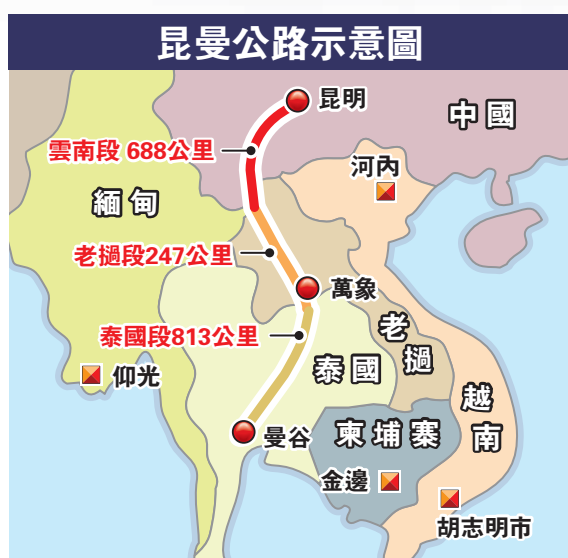 昆曼公路示意圖
昆明
中國
雲南段 688公里
河內
緬甸
老撾段247公里
萬象
老撾
泰國段813公里
泰國
仰光
越南
曼谷
柬埔寨
金邊
胡志明市